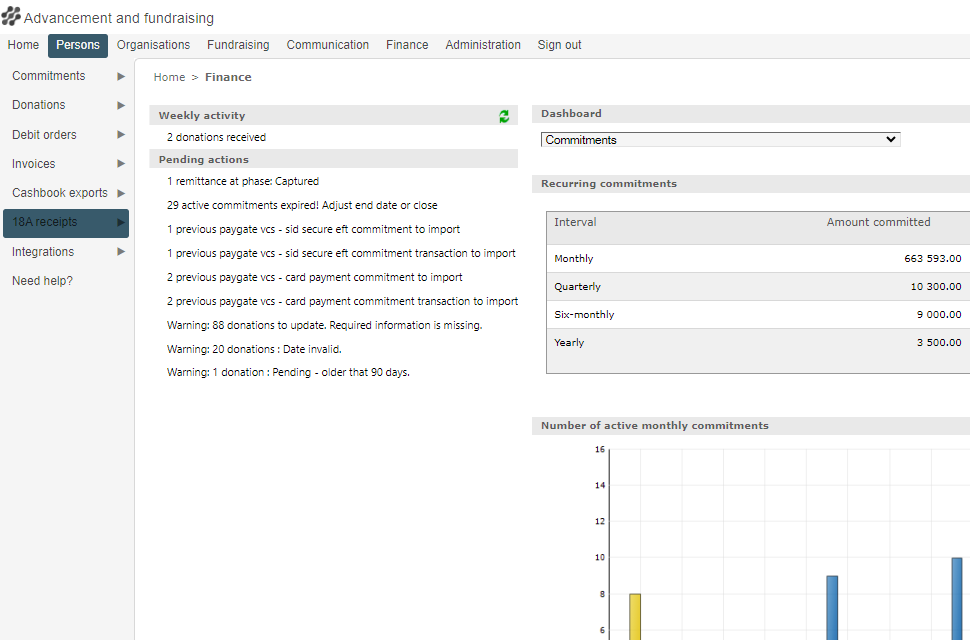 Advancement and fundraising
Home Persons Organisations Fundraising Communication Finance Administration Sign out
Commitments
Donations
Debit orders
Invoices
Cashbook exports
18A receipts
Integrations
Need help?
Home > Finance
Weekly activity
2 donations received
Pending actions
1 remittance at phase: Captured
29 active commitments expired! Adjust end date or close
1 previous paygate vcs - sid secure eft commitment to import
1 previous paygate vcs - sid secure eft commitment transaction to import
2 previous paygate vcs - card payment commitment to import
2 previous paygate vcs - card payment commitment transaction to import
Warning: 88 donations to update. Required information is missing.
Warning: 20 donations : Date invalid.
Warning: 1 donation : Pending - older that 90 days.
Dashboard
Commitments
Recurring commitments
Interval Amount committed
Monthly 663 593.00
Quarterly 10 300.00
Six-monthly 9 000.00
Yearly 3 500.00
Number of active monthly commitments
16
14
12
10
8
6